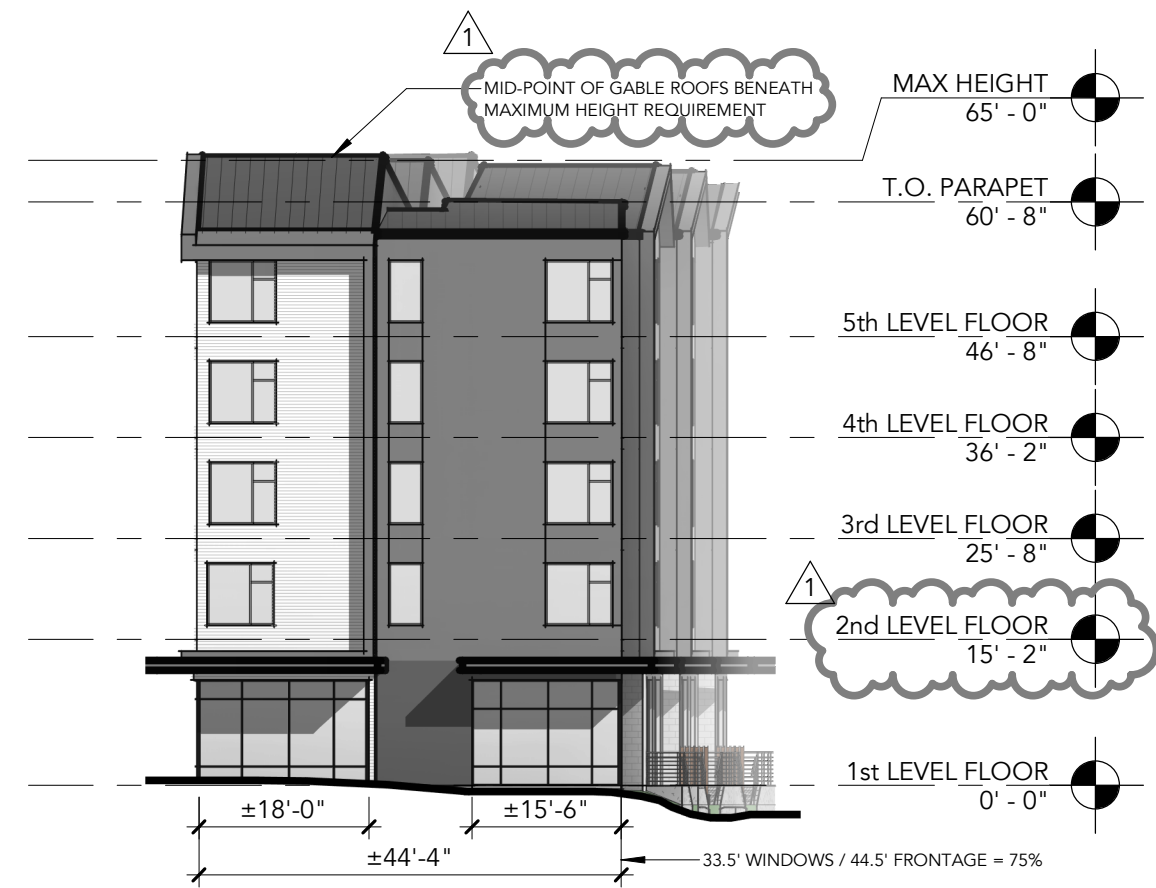 1
MID-POINT OF GABLE ROOFS BENEATH
MAXIMUM HEIGHT REQUIREMENT
MAX HEIGHT
65' - 0"
T.O. PARAPET
60' - 8"
5th LEVEL FLOOR
46' - 8"
4th LEVEL FLOOR
36' - 2"
3rd LEVEL FLOOR
25' - 8"
1
2nd LEVEL FLOOR
15' - 2"
1st LEVEL FLOOR
0' - 0"
±18'-0"
±15'-6"
±44'-4"
33.5' WINDOWS / 44.5' FRONTAGE = 75%